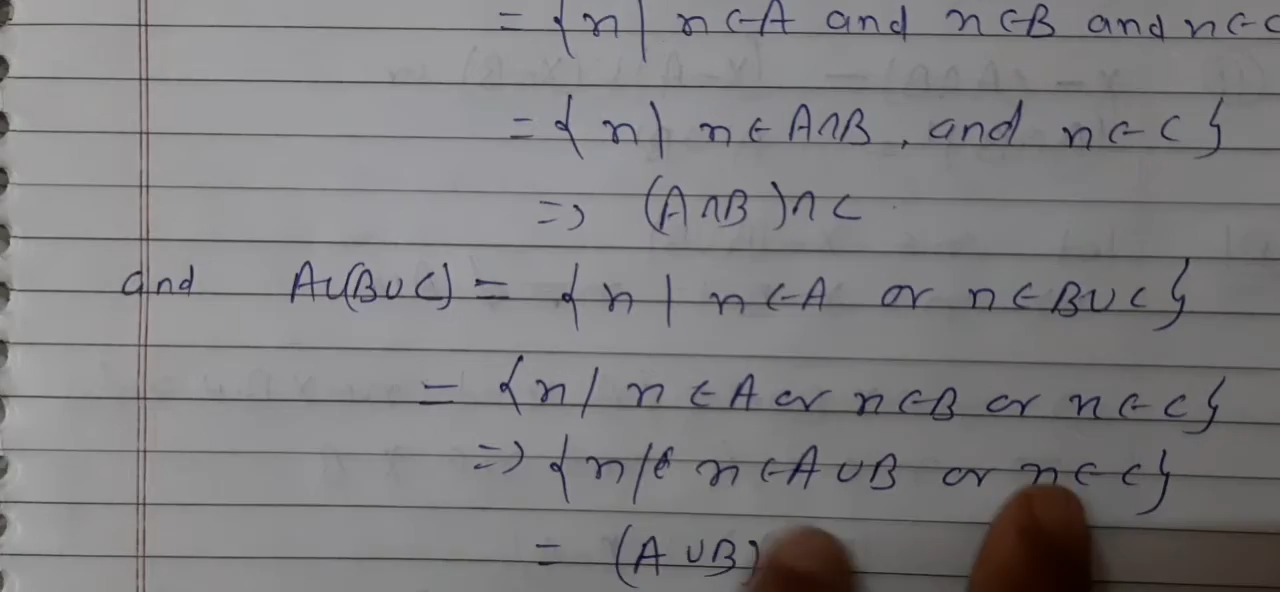 = {n | n ∈ A and n ∈ B and n ∈ C
= {n | n ∈ A∩B, and n ∈ C}
=> (A∩B)∩C
and A∪(B∪C) = {n | n ∈ A or n ∈ B∪C}
= {n / n ∈ A or n ∈ B or n ∈ C}
=> {n / n ∈ A∪B or n ∈ C}
= (A∪B)